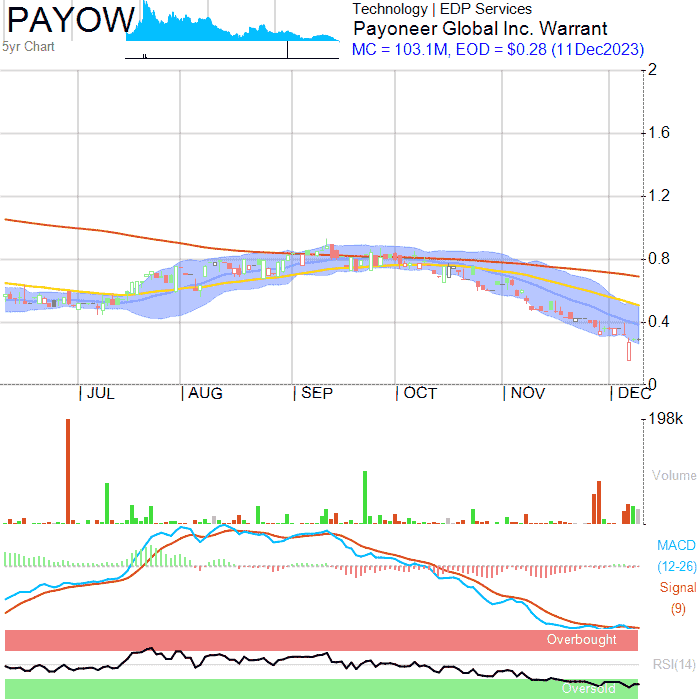 PAYOW
5yr Chart
Technology | EDP Services
Payoneer Global Inc. Warrant
MC = 103.1M, EOD = $0.28 (11Dec2023)
2
1.6
1.2
0.8
0.4
0
JUL AUG SEP OCT NOV DEC
198k
Volume
MACD
(12-26)
Signal
(9)
Overbought
RSI(14)
Oversold